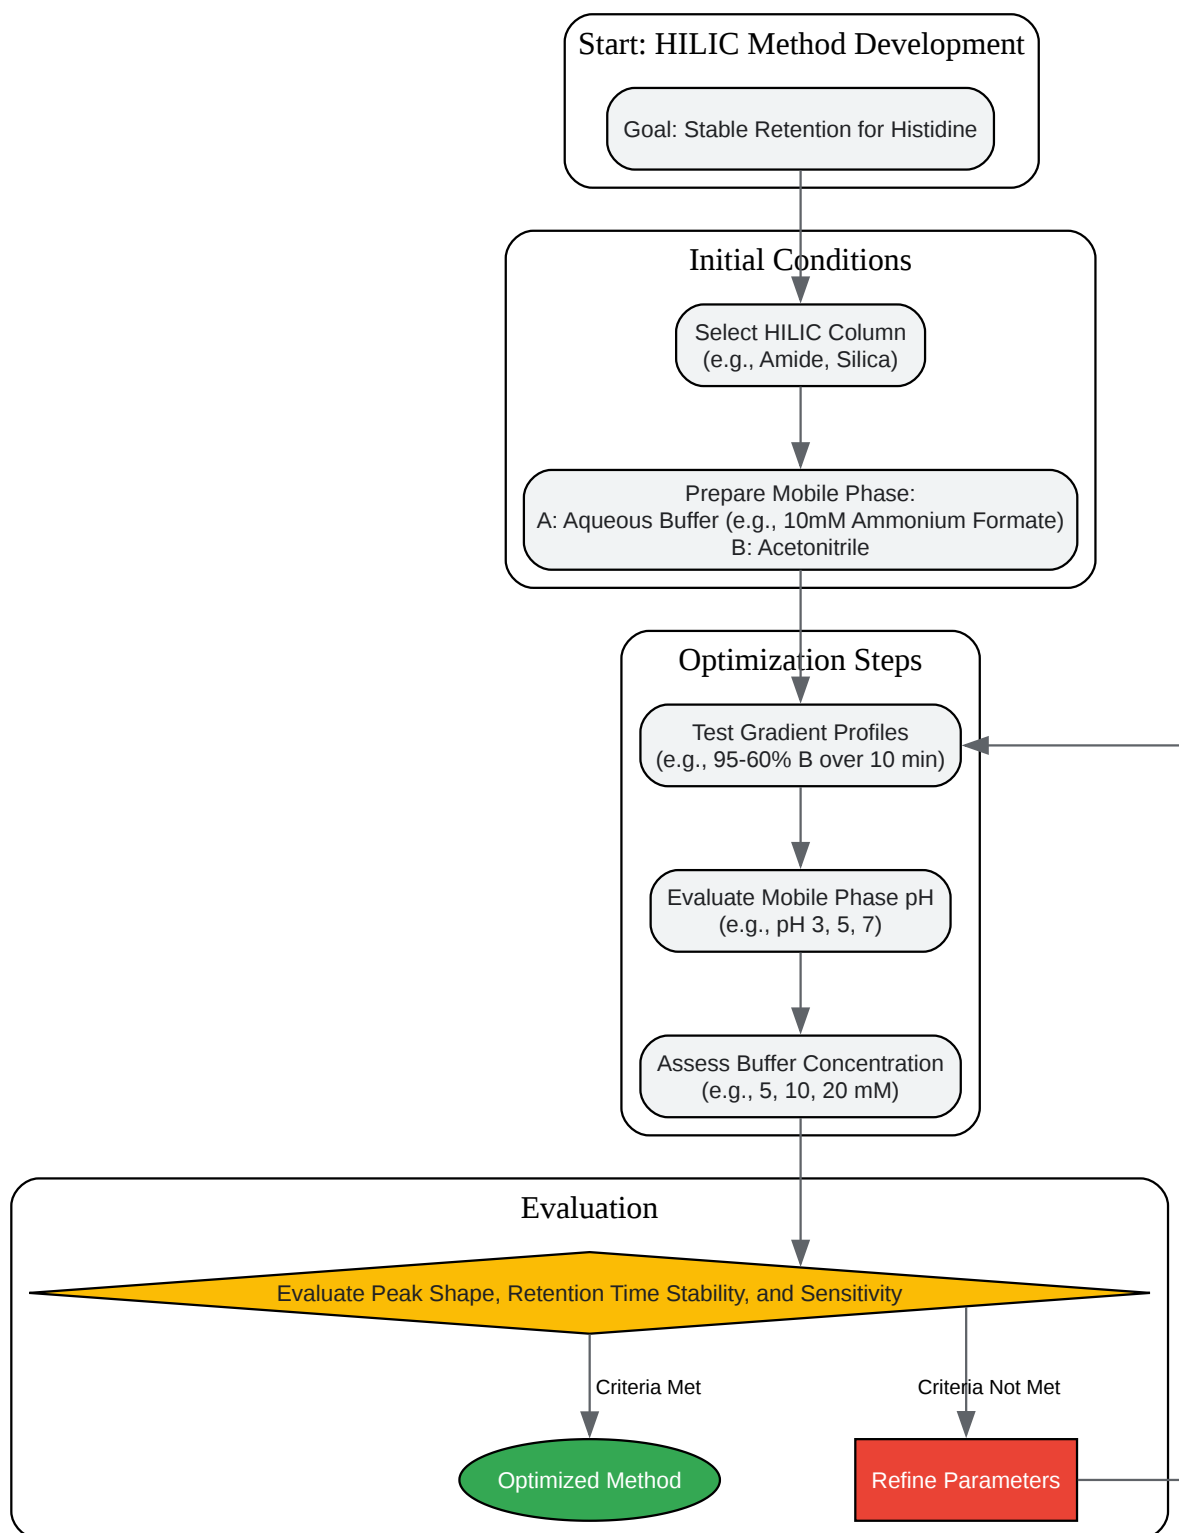 Start: HILIC Method Development
Goal: Stable Retention for Histidine
Initial Conditions
Select HILIC Column
(e.g., Amide, Silica)
Prepare Mobile Phase:
A: Aqueous Buffer (e.g., 10mM Ammonium Formate)
B: Acetonitrile
Optimization Steps
Test Gradient Profiles
(e.g., 95-60% B over 10 min)
Evaluate Mobile Phase pH
(e.g., pH 3, 5, 7)
Assess Buffer Concentration
(e.g., 5, 10, 20 mM)
Evaluation
Evaluate Peak Shape, Retention Time Stability, and Sensitivity
Criteria Met
Criteria Not Met
Optimized Method
Refine Parameters